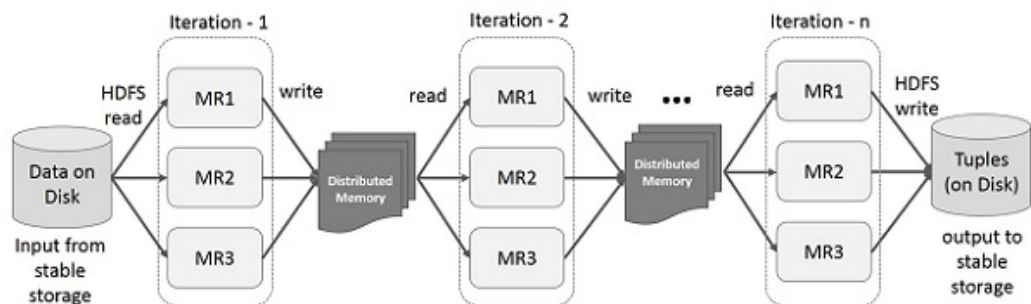 Iteration - 1
Iteration - 2
Iteration - n
HDFS
read
MR1
MR2
MR3
write
read
MR1
MR2
MR3
write
...
read
MR1
MR2
MR3
HDFS
write
Data on
Disk
Input from
stable
storage
Distributed
Memory
Distributed
Memory
Tuples
(on Disk)
output to
stable
storage